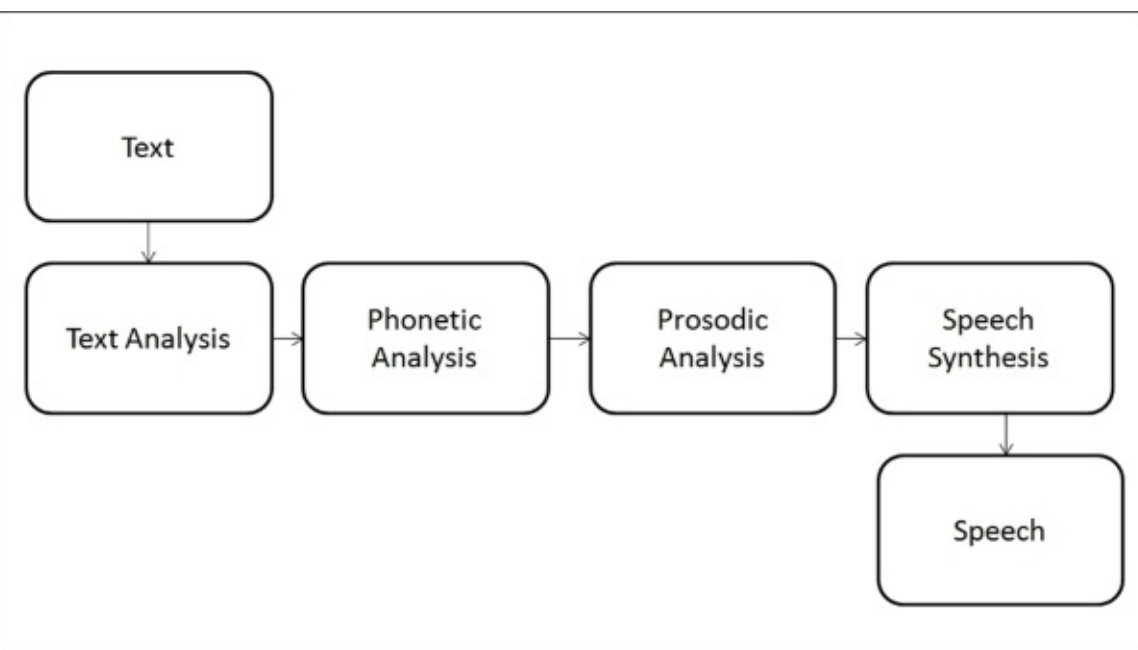 Text
Text Analysis
Phonetic
Analysis
Prosodic
Analysis
Speech
Synthesis
Speech